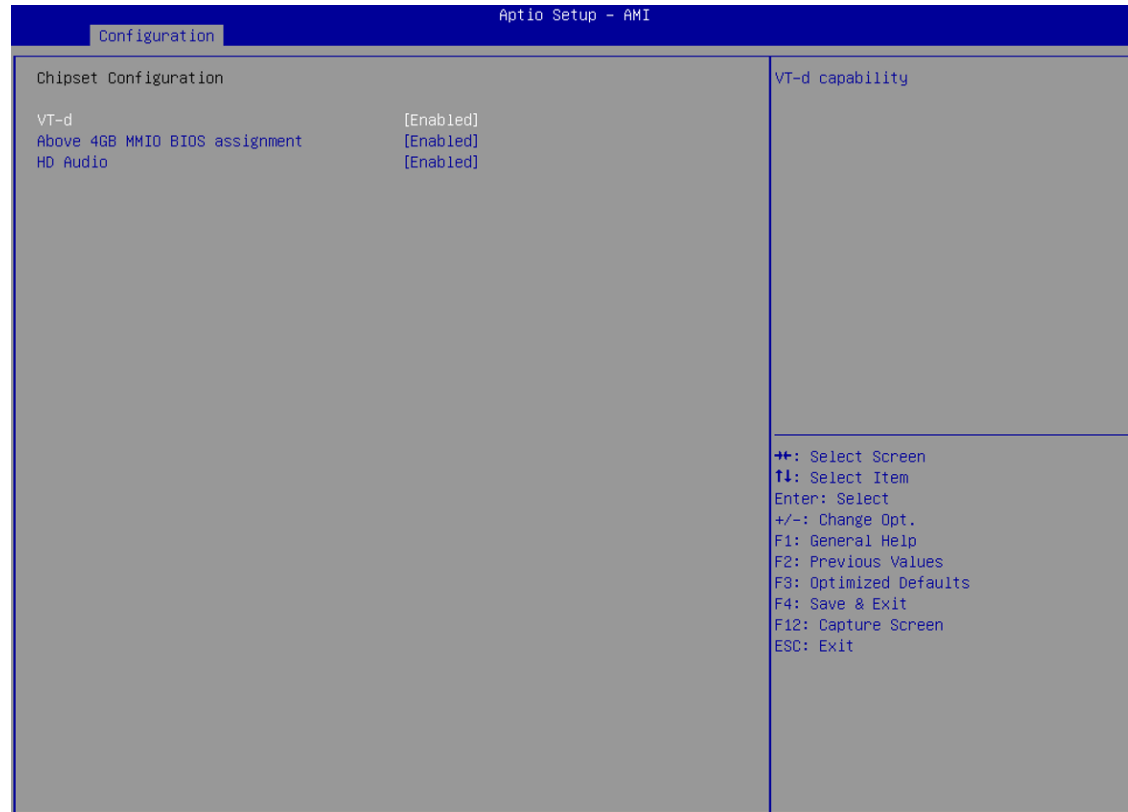 Aptio Setup – AMI
Configuration
Chipset Configuration
VT-d [Enabled]
Above 4GB MMIO BIOS assignment [Enabled]
HD Audio [Enabled]
VT-d capability
→←: Select Screen
↑↓: Select Item
Enter: Select
+/-: Change Opt.
F1: General Help
F2: Previous Values
F3: Optimized Defaults
F4: Save & Exit
F12: Capture Screen
ESC: Exit